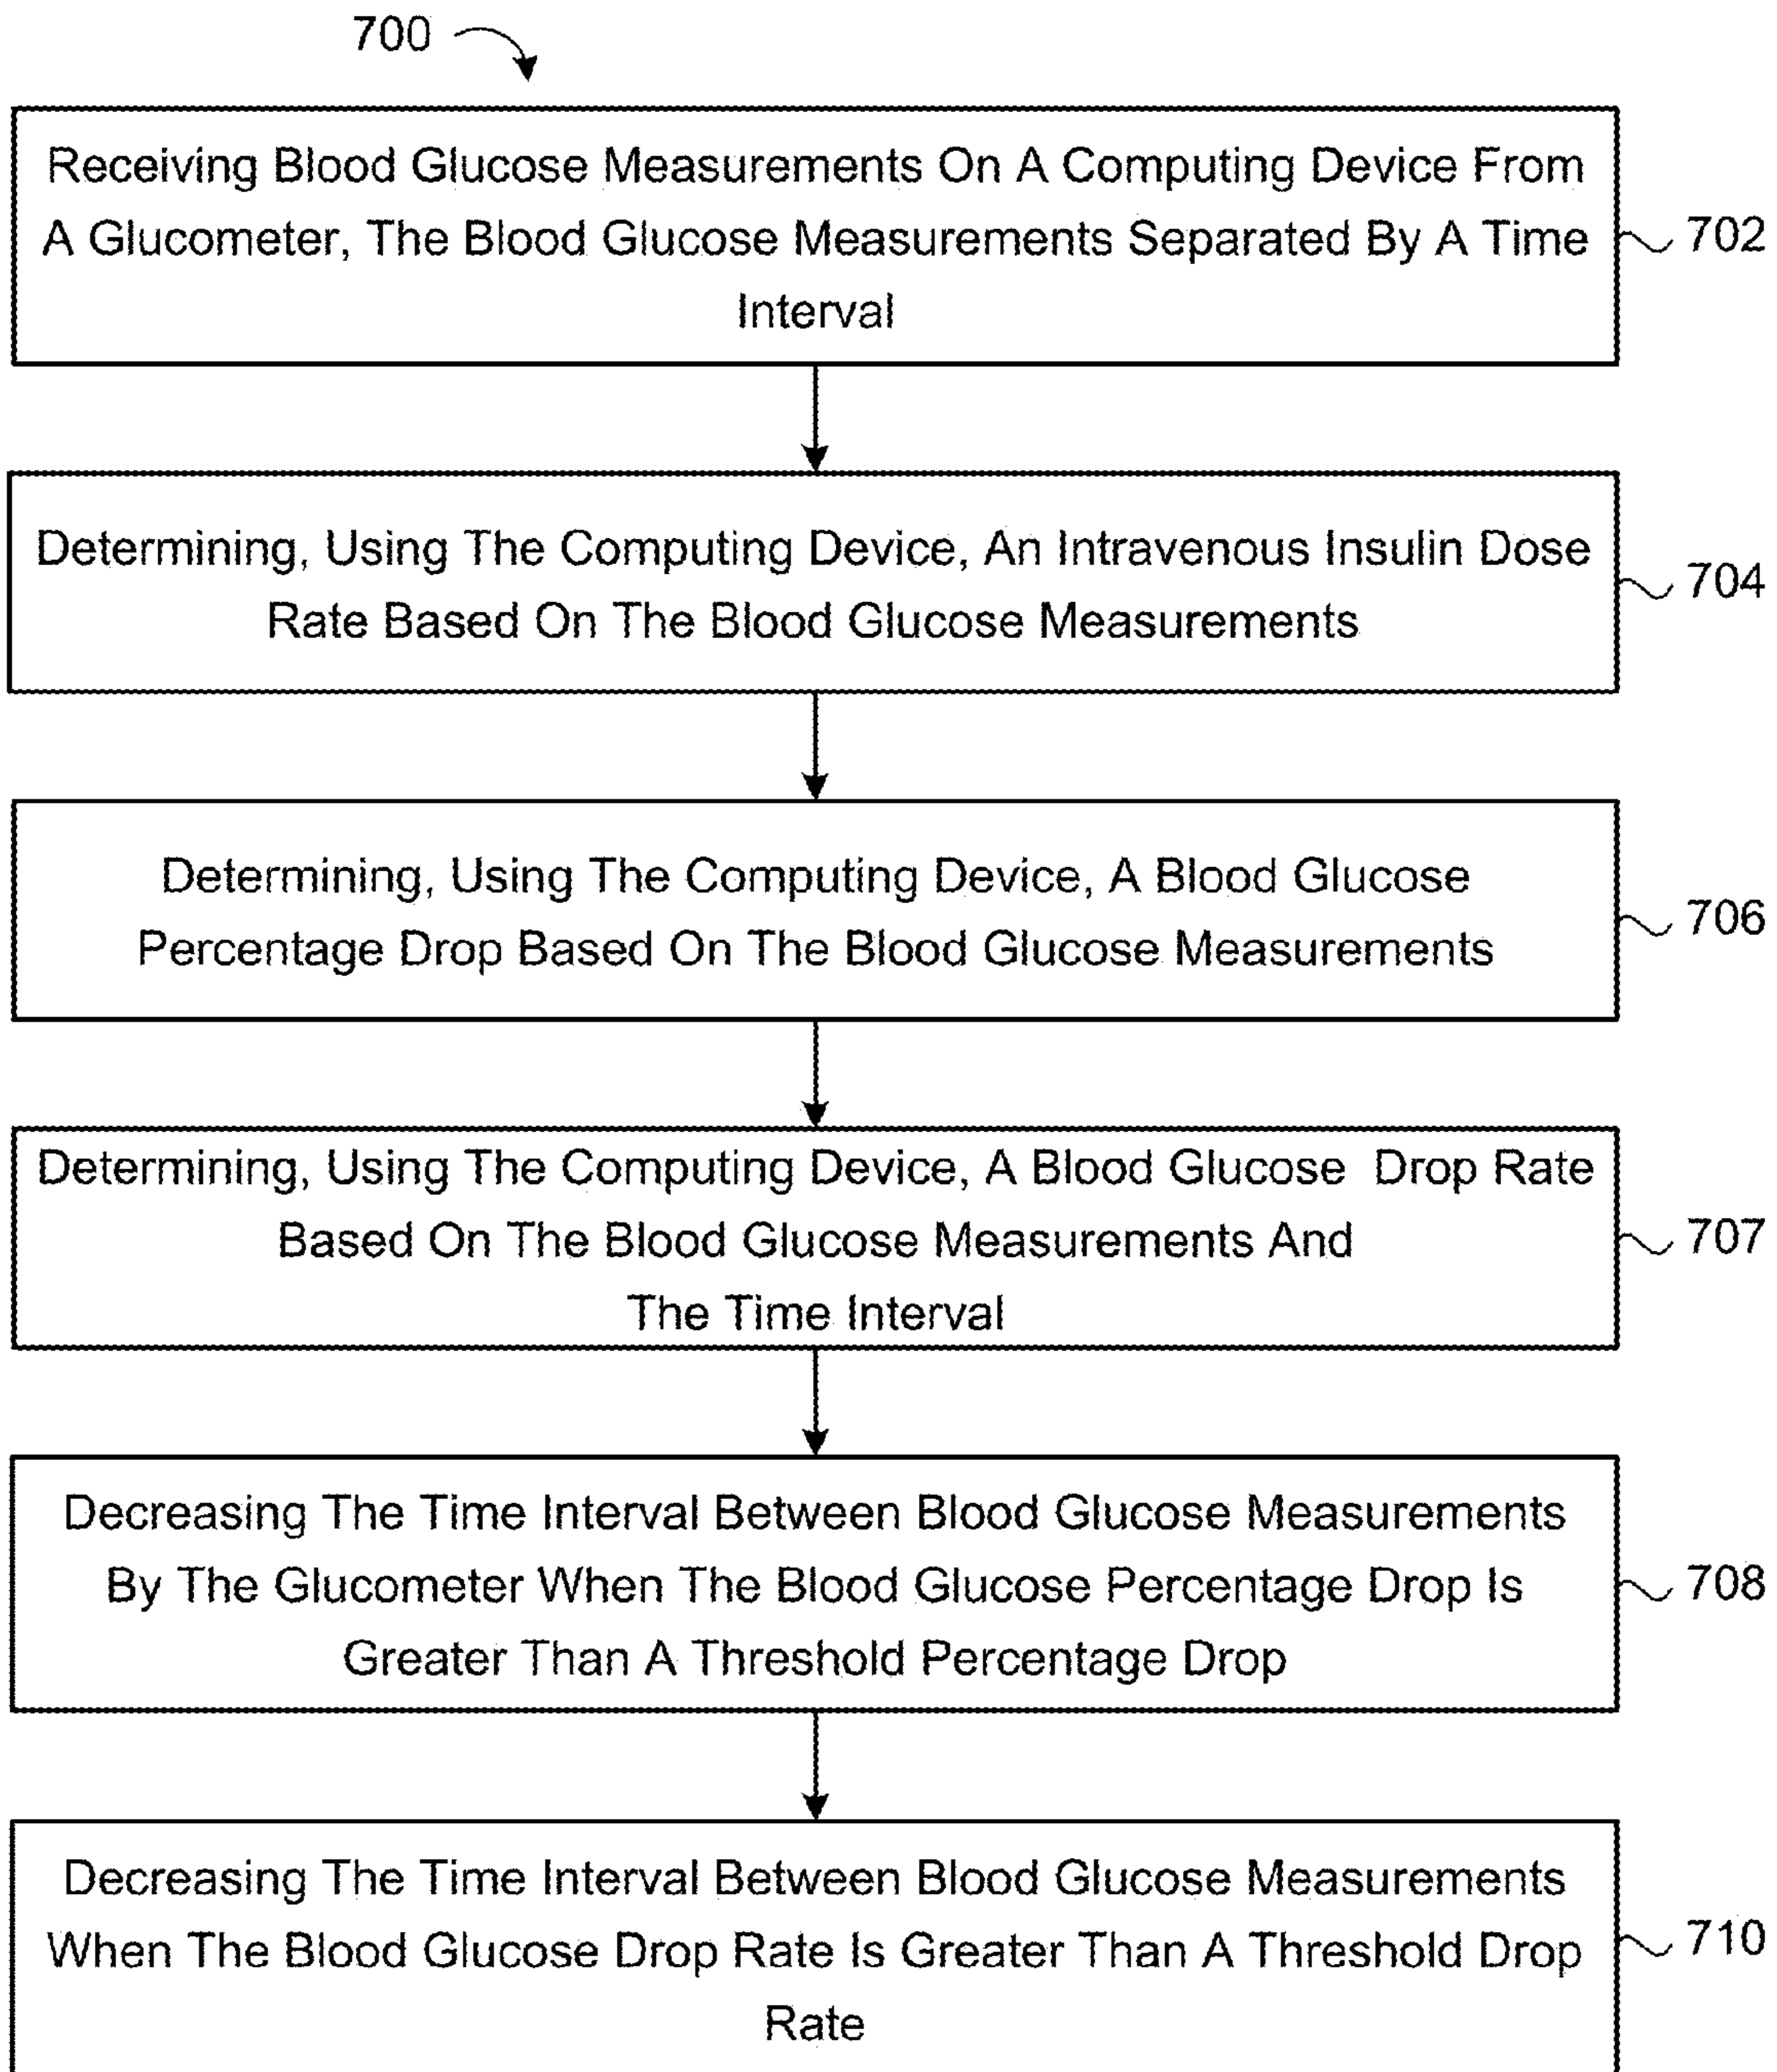 700
Receiving Blood Glucose Measurements On A Computing Device From
A Glucometer, The Blood Glucose Measurements Separated By A Time
Interval
702
Determining, Using The Computing Device, An Intravenous Insulin Dose
Rate Based On The Blood Glucose Measurements
704
Determining, Using The Computing Device, A Blood Glucose
Percentage Drop Based On The Blood Glucose Measurements
706
Determining, Using The Computing Device, A Blood Glucose Drop Rate
Based On The Blood Glucose Measurements And
The Time Interval
707
Decreasing The Time Interval Between Blood Glucose Measurements
By The Glucometer When The Blood Glucose Percentage Drop Is
Greater Than A Threshold Percentage Drop
708
Decreasing The Time Interval Between Blood Glucose Measurements
When The Blood Glucose Drop Rate Is Greater Than A Threshold Drop
Rate
710